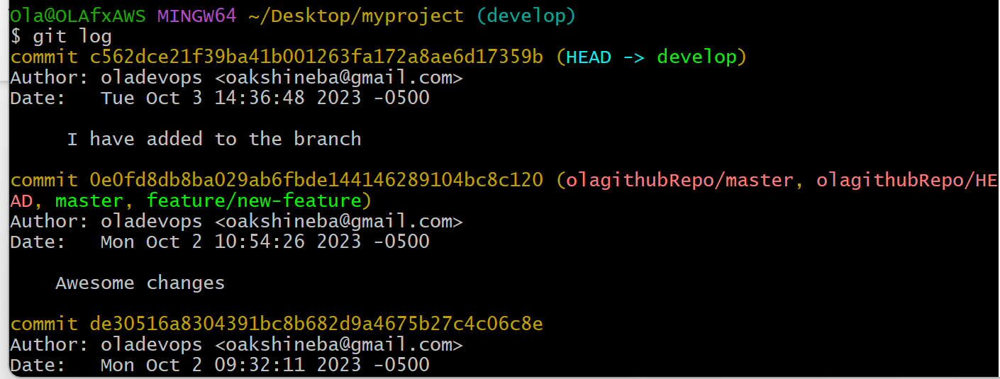 Ola@OLAfxAWS MINGW64 ~/Desktop/myproject (develop)
$ git log
commit c562dce21f39ba41b001263fa172a8ae6d17359b (HEAD -> develop)
Author: oladevops <oakshineba@gmail.com>
Date:   Tue Oct 3 14:36:48 2023 -0500
     I have added to the branch
commit 0e0fd8db8ba029ab6fbde144146289104bc8c120 (olagithubRepo/master, olagithubRepo/HE
AD, master, feature/new-feature)
Author: oladevops <oakshineba@gmail.com>
Date:   Mon Oct 2 10:54:26 2023 -0500
    Awesome changes
commit de30516a8304391bc8b682d9a4675b27c4c06c8e
Author: oladevops <oakshineba@gmail.com>
Date:   Mon Oct 2 09:32:11 2023 -0500